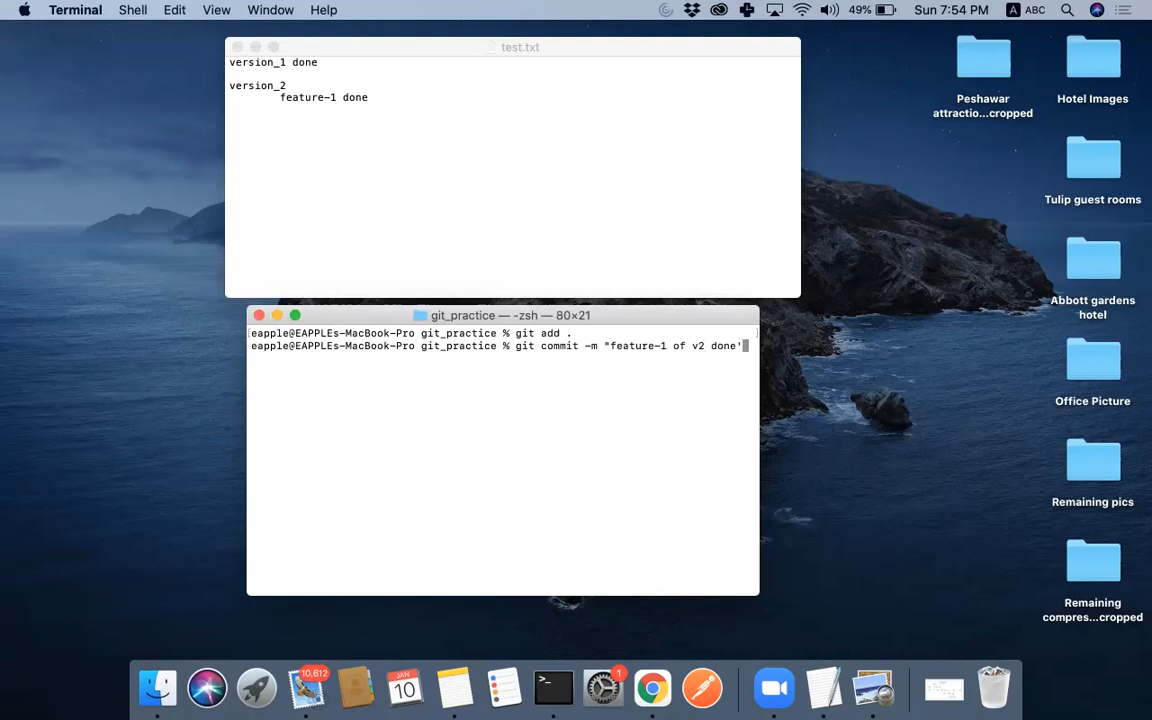 Terminal Shell Edit View Window Help 49% Sun 7:54 PM A ABC
test.txt
version_1 done
version_2
feature-1 done
Peshawar
attractio...cropped
Hotel Images
Tulip guest rooms
Abbott gardens
hotel
Office Picture
Remaining pics
Remaining
compres...cropped
git_practice — -zsh — 80×21
[eapple@EAPPLEs-MacBook-Pro git_practice % git add . ]
eapple@EAPPLEs-MacBook-Pro git_practice % git commit -m "feature-1 of v2 done'
10,612
JAN
10
>_
1